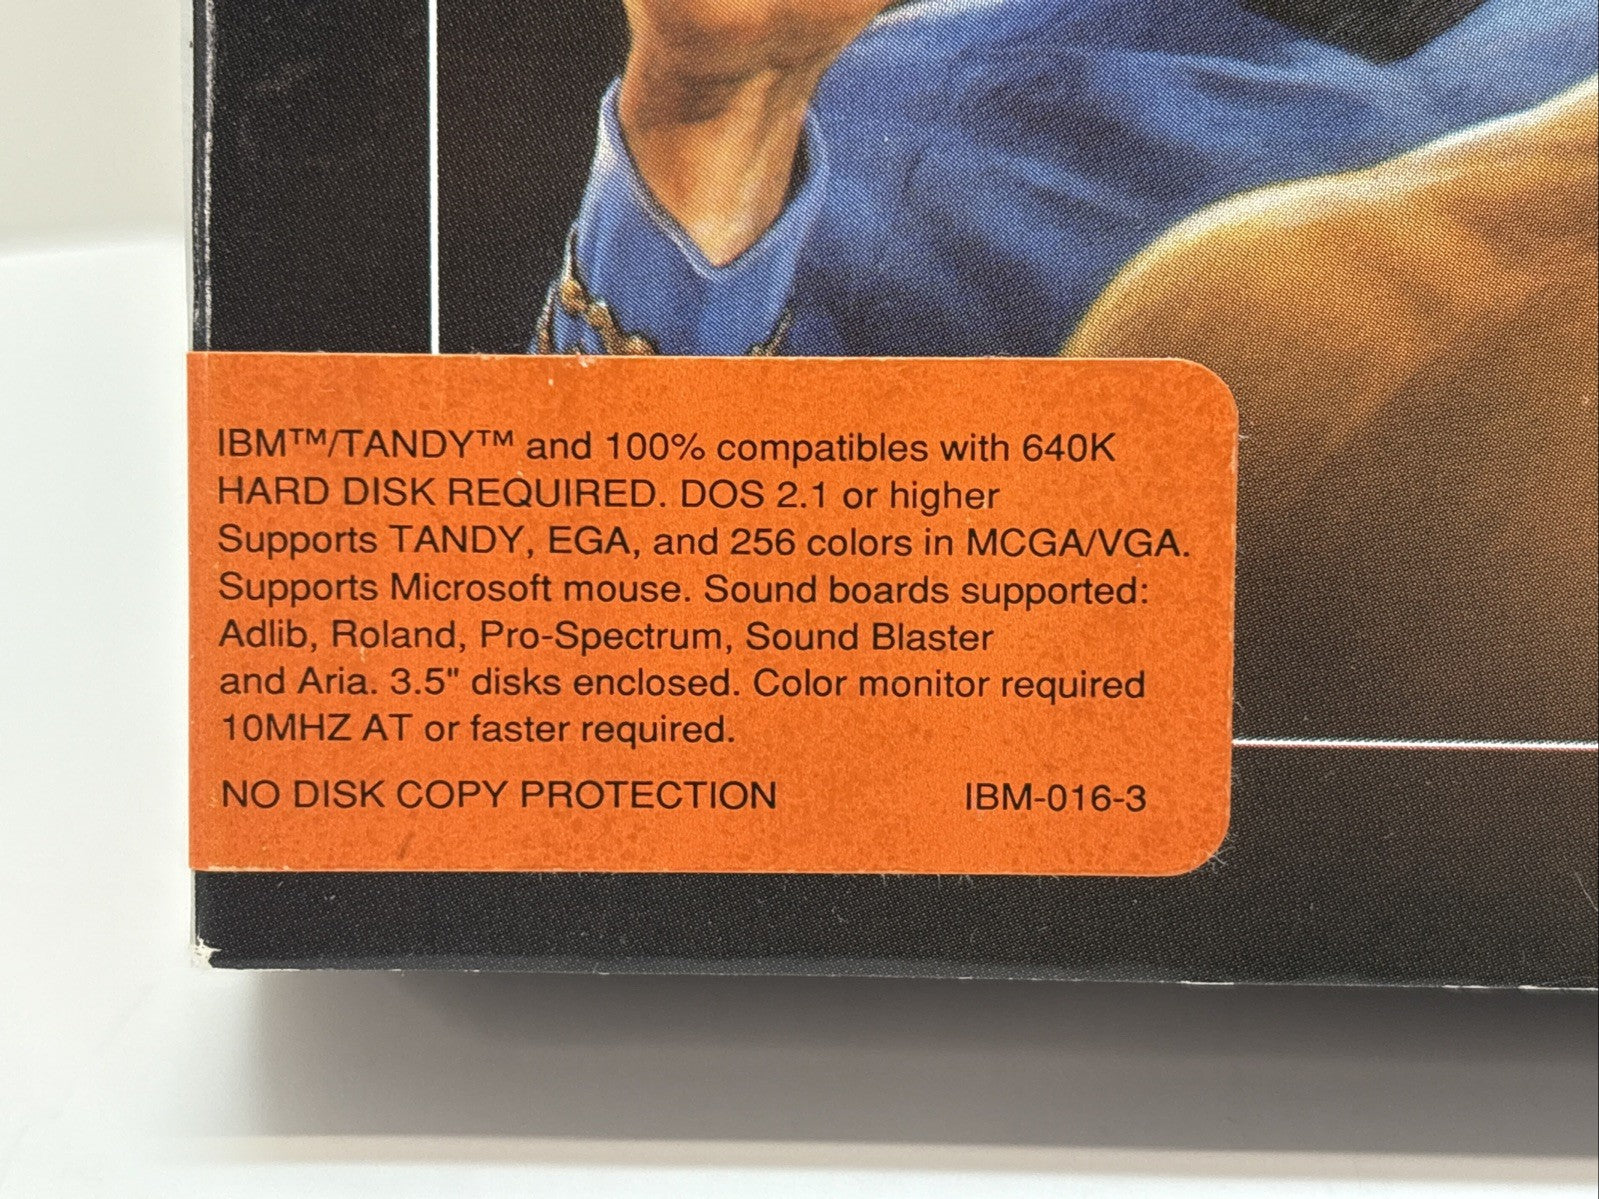 IBM™/TANDY™ and 100% compatibles with 640K
HARD DISK REQUIRED. DOS 2.1 or higher
Supports TANDY, EGA, and 256 colors in MCGA/VGA.
Supports Microsoft mouse. Sound boards supported:
Adlib, Roland, Pro-Spectrum, Sound Blaster
and Aria. 3.5" disks enclosed. Color monitor required
10MHZ AT or faster required.
NO DISK COPY PROTECTION IBM-016-3